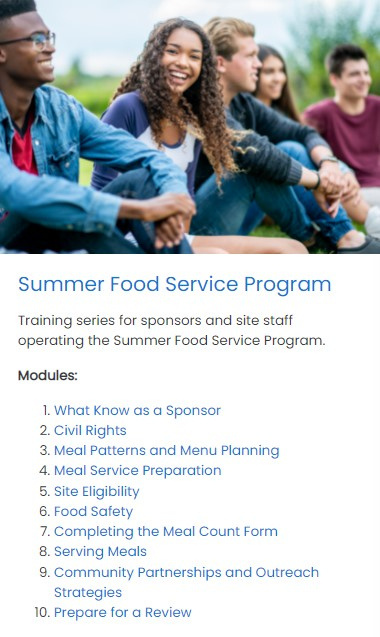 Summer Food Service Program
Training series for sponsors and site staff
operating the Summer Food Service Program.
Modules:
1. What Know as a Sponsor
2. Civil Rights
3. Meal Patterns and Menu Planning
4. Meal Service Preparation
5. Site Eligibility
6. Food Safety
7. Completing the Meal Count Form
8. Serving Meals
9. Community Partnerships and Outreach
Strategies
10. Prepare for a Review